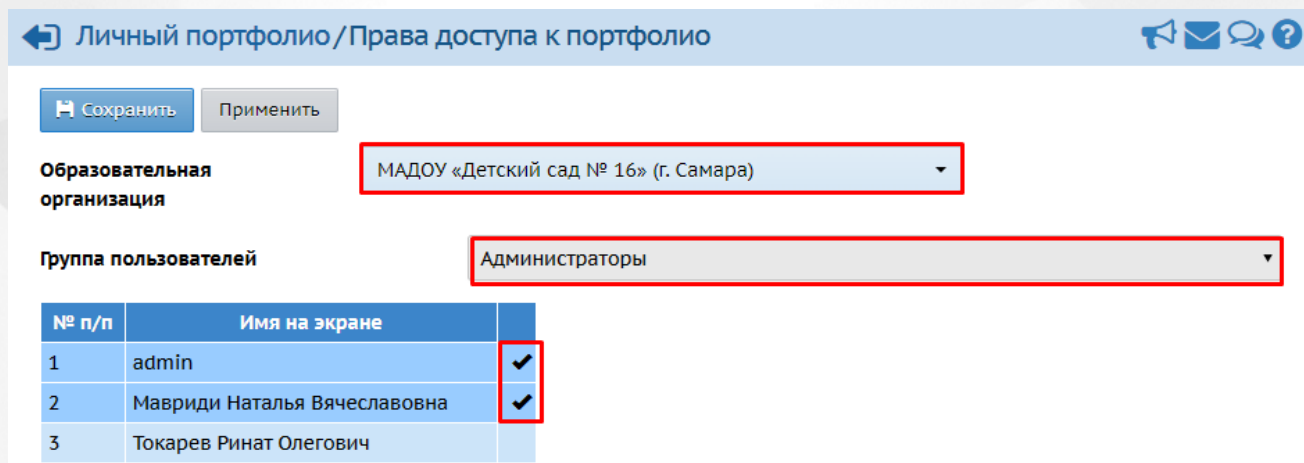 Личный портфолио/Права доступа к портфолио
Сохранить Применить
Образовательная
организация
МАДОУ «Детский сад № 16» (г. Самара)
Группа пользователей Администраторы
№ п/п Имя на экране
1 admin
2 Мавриди Наталья Вячеславовна
3 Токарев Ринат Олегович